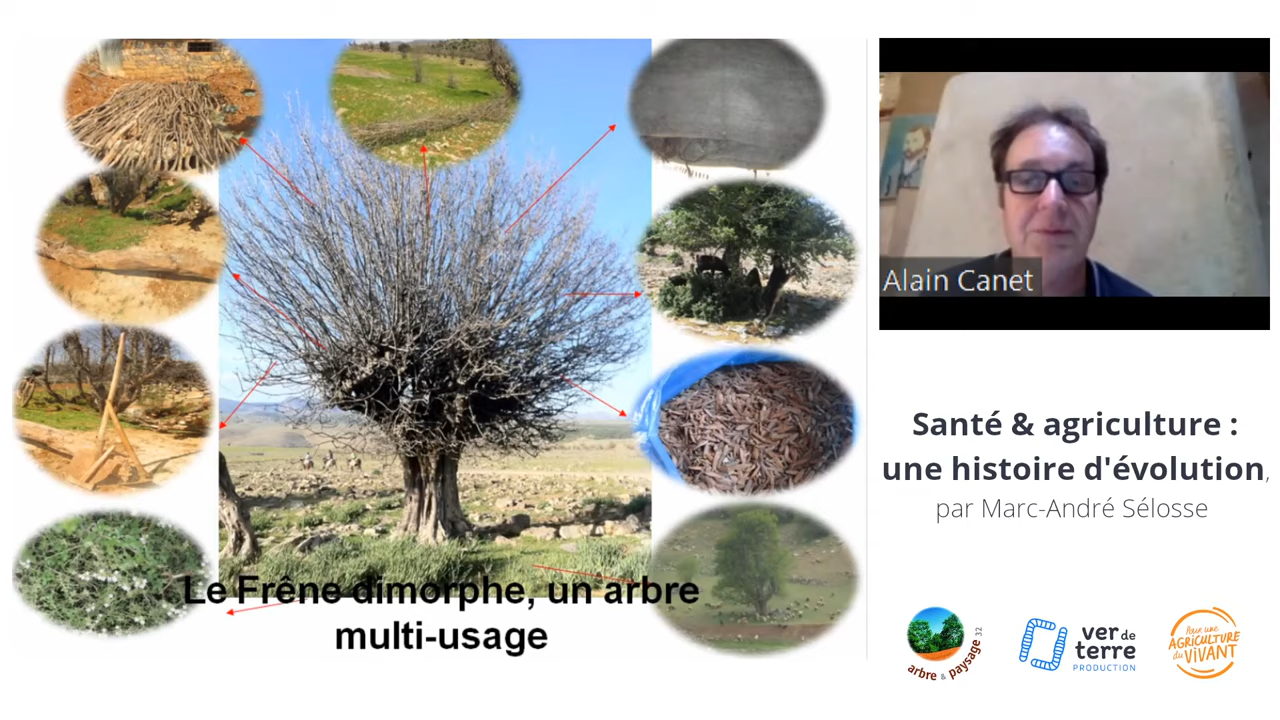 Le Frêne dimorphe, un arbre
multi-usage
Alain Canet
Santé & agriculture :
une histoire d'évolution,
par Marc-André Sélosse
arbre & paysage 32
ver de
terre
PRODUCTION
Pour une
AGRICULTURE
du VIVANT